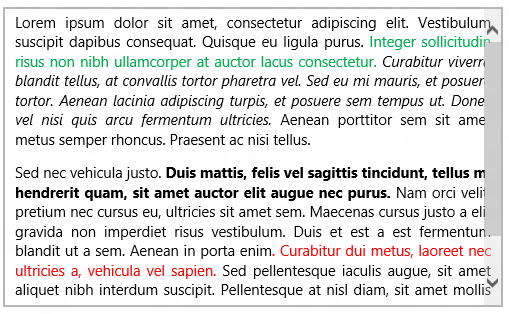 Lorem ipsum dolor sit amet, consectetur adipiscing elit. Vestibulum
suscipit dapibus consequat. Quisque eu ligula purus. Integer sollicitudin
risus non nibh ullamcorper at auctor lacus consectetur. Curabitur viverra
blandit tellus, at convallis tortor pharetra vel. Sed eu mi mauris, et posuere
tortor. Aenean lacinia adipiscing turpis, et posuere sem tempus ut. Donec
vel nisi quis arcu fermentum ultricies. Aenean porttitor sem sit amet
metus semper rhoncus. Praesent ac nisi tellus.
Sed nec vehicula justo. Duis mattis, felis vel sagittis tincidunt, tellus
hendrerit quam, sit amet auctor elit augue nec purus. Nam orci velit
pretium nec cursus eu, ultricies sit amet sem. Maecenas cursus justo a elit
gravida non imperdiet risus vestibulum. Duis et est a est fermentum
blandit ut a sem. Aenean in porta enim. Curabitur dui metus, laoreet nec
ultricies a, vehicula vel sapien. Sed pellentesque iaculis augue, sit amet
aliquet nibh interdum suscipit. Pellentesque at nisl diam, sit amet mollis